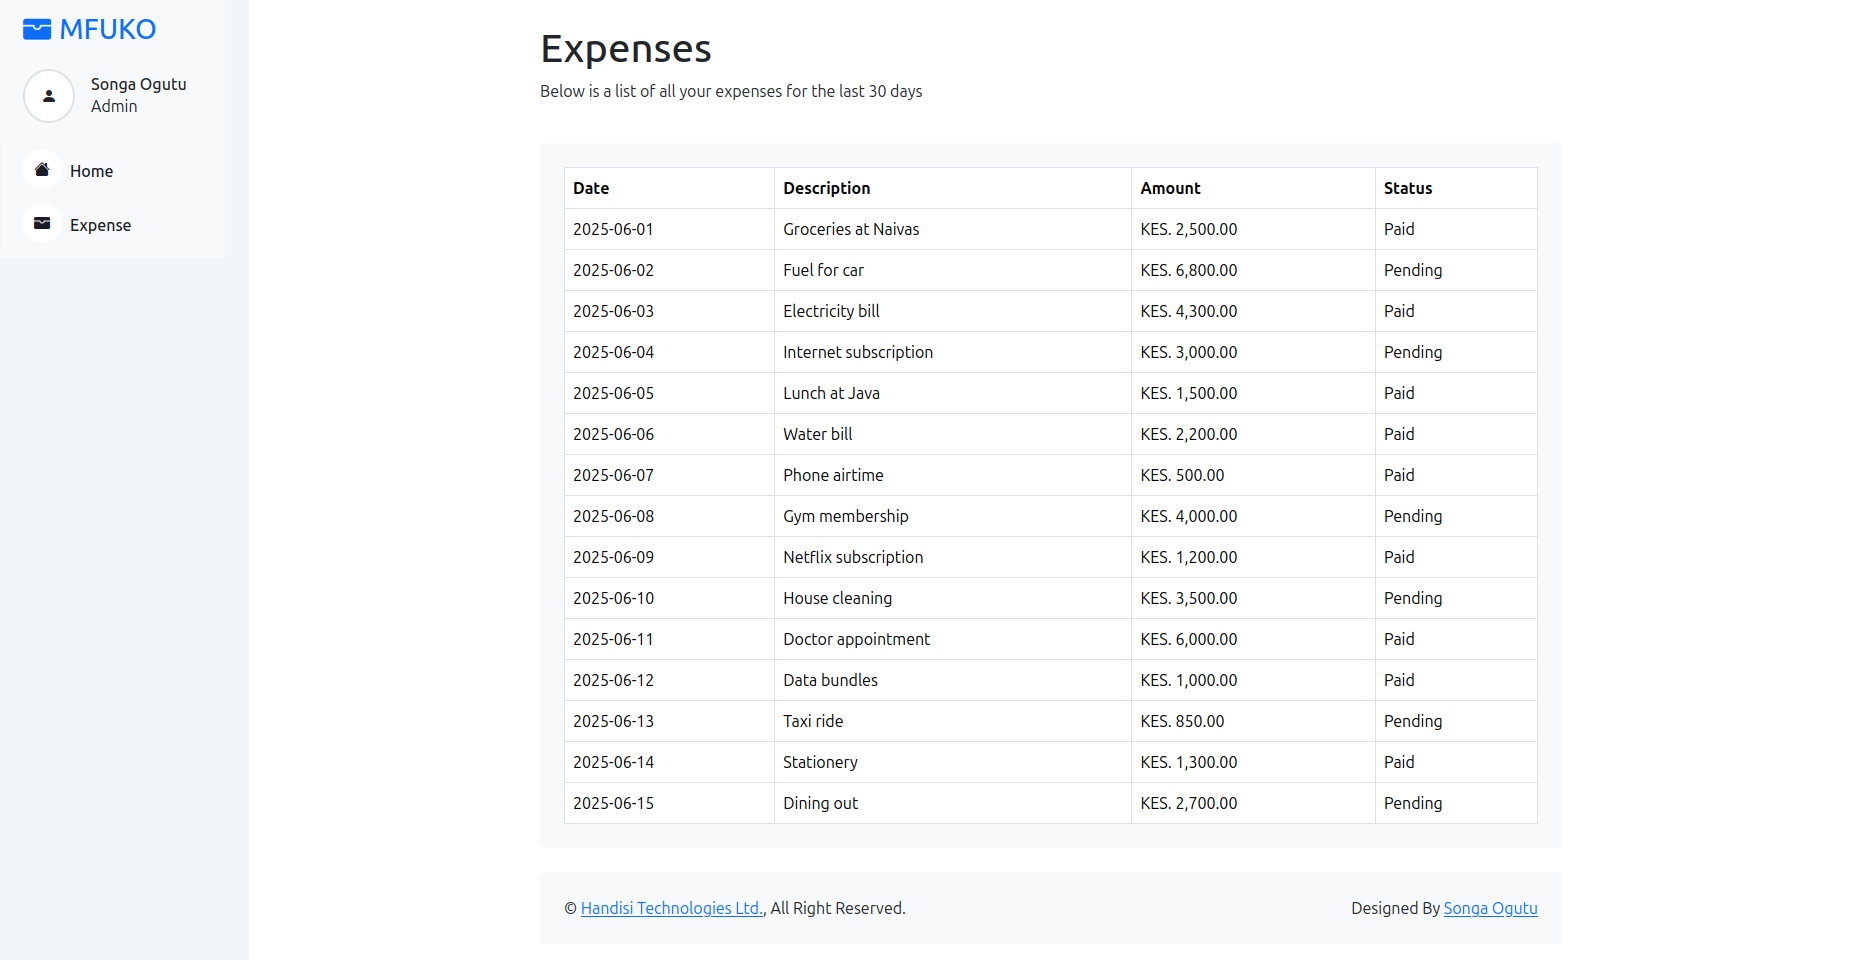 MFUKO
Songa Ogutu
Admin
Home
Expense
Expenses
Below is a list of all your expenses for the last 30 days
Date Description Amount Status
2025-06-01 Groceries at Naivas KES. 2,500.00 Paid
2025-06-02 Fuel for car KES. 6,800.00 Pending
2025-06-03 Electricity bill KES. 4,300.00 Paid
2025-06-04 Internet subscription KES. 3,000.00 Pending
2025-06-05 Lunch at Java KES. 1,500.00 Paid
2025-06-06 Water bill KES. 2,200.00 Paid
2025-06-07 Phone airtime KES. 500.00 Paid
2025-06-08 Gym membership KES. 4,000.00 Pending
2025-06-09 Netflix subscription KES. 1,200.00 Paid
2025-06-10 House cleaning KES. 3,500.00 Pending
2025-06-11 Doctor appointment KES. 6,000.00 Paid
2025-06-12 Data bundles KES. 1,000.00 Paid
2025-06-13 Taxi ride KES. 850.00 Pending
2025-06-14 Stationery KES. 1,300.00 Paid
2025-06-15 Dining out KES. 2,700.00 Pending
© Handisi Technologies Ltd., All Right Reserved. Designed By Songa Ogutu